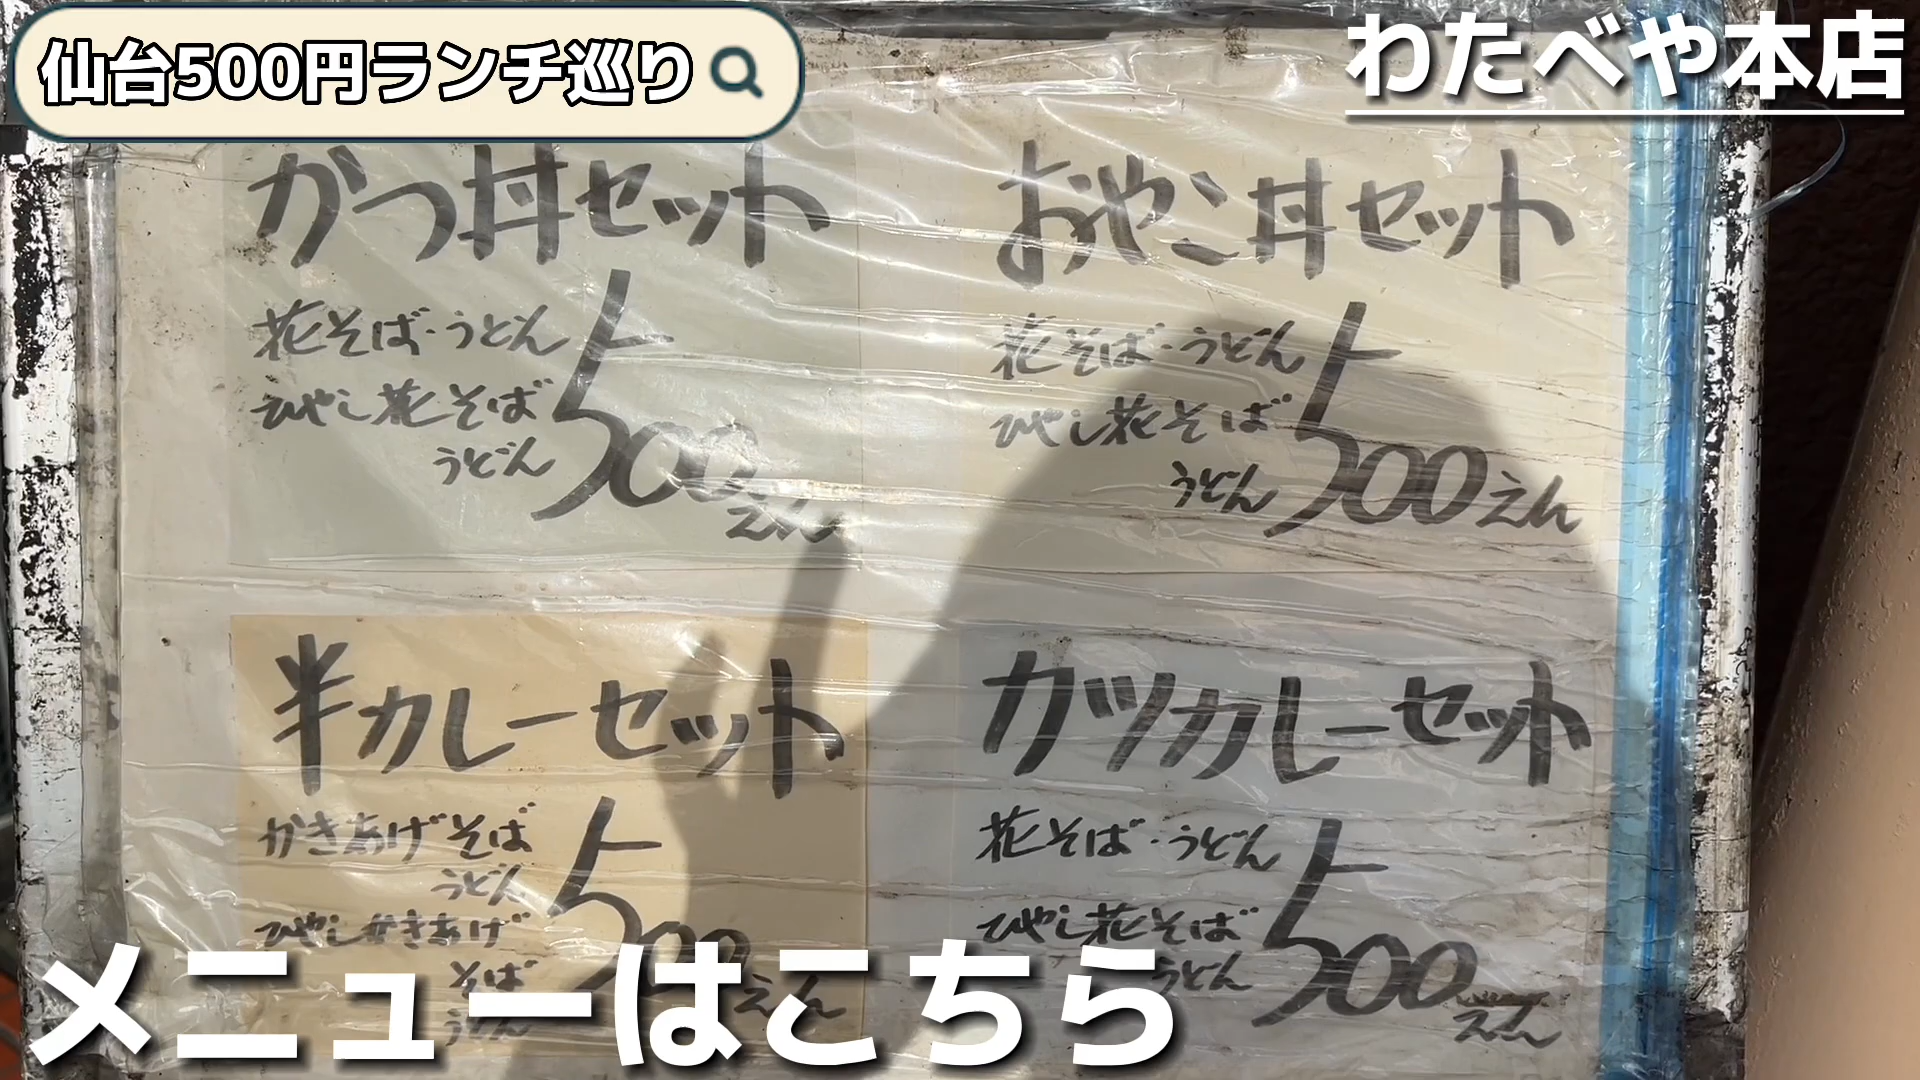 仙台500円ランチ巡り
わたべや本店
かつ丼セット
花そば・うどん
ひやし花そば
うどん
500えん
おやこ丼セット
花そば・うどん
ひやし花そば
うどん
500えん
半カレーセット
かきあげそば
うどん
ひやしかきあげ
そば
うどん
500えん
カツカレーセット
花そば・うどん
ひやし花そば
うどん
500えん
メニューはこちら